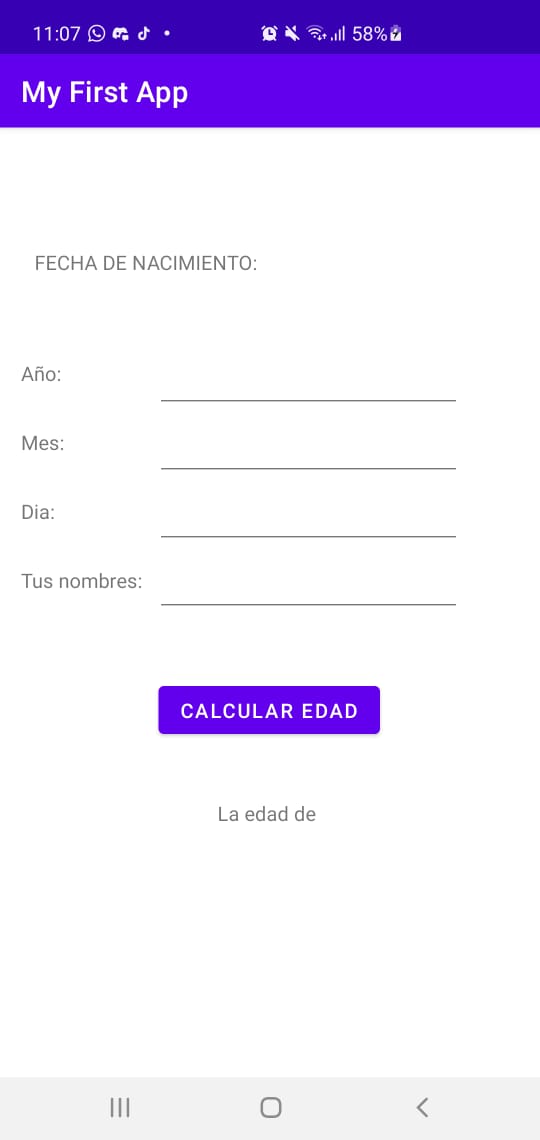 11:07 58%
My First App
FECHA DE NACIMIENTO:
Año:
Mes:
Dia:
Tus nombres:
CALCULAR EDAD
La edad de